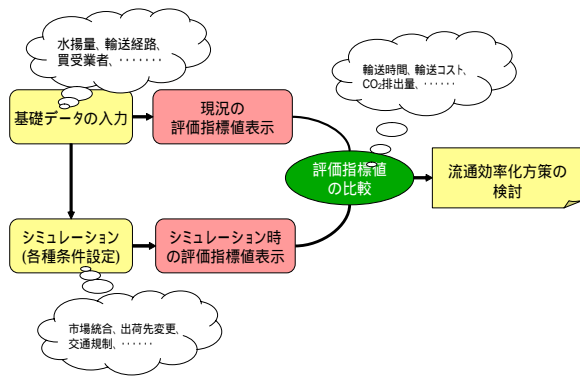 水揚量、輸送経路、
買受業者、・・・・・・・
輸送時間、輸送コスト、
CO₂排出量、・・・・・・
基礎データの入力
現況の
評価指標値表示
評価指標値
の比較
流通効率化方策の
検討
シミュレーション
(各種条件設定)
シミュレーション時
の評価指標値表示
市場統合、出荷先変更、
交通規制、・・・・・・